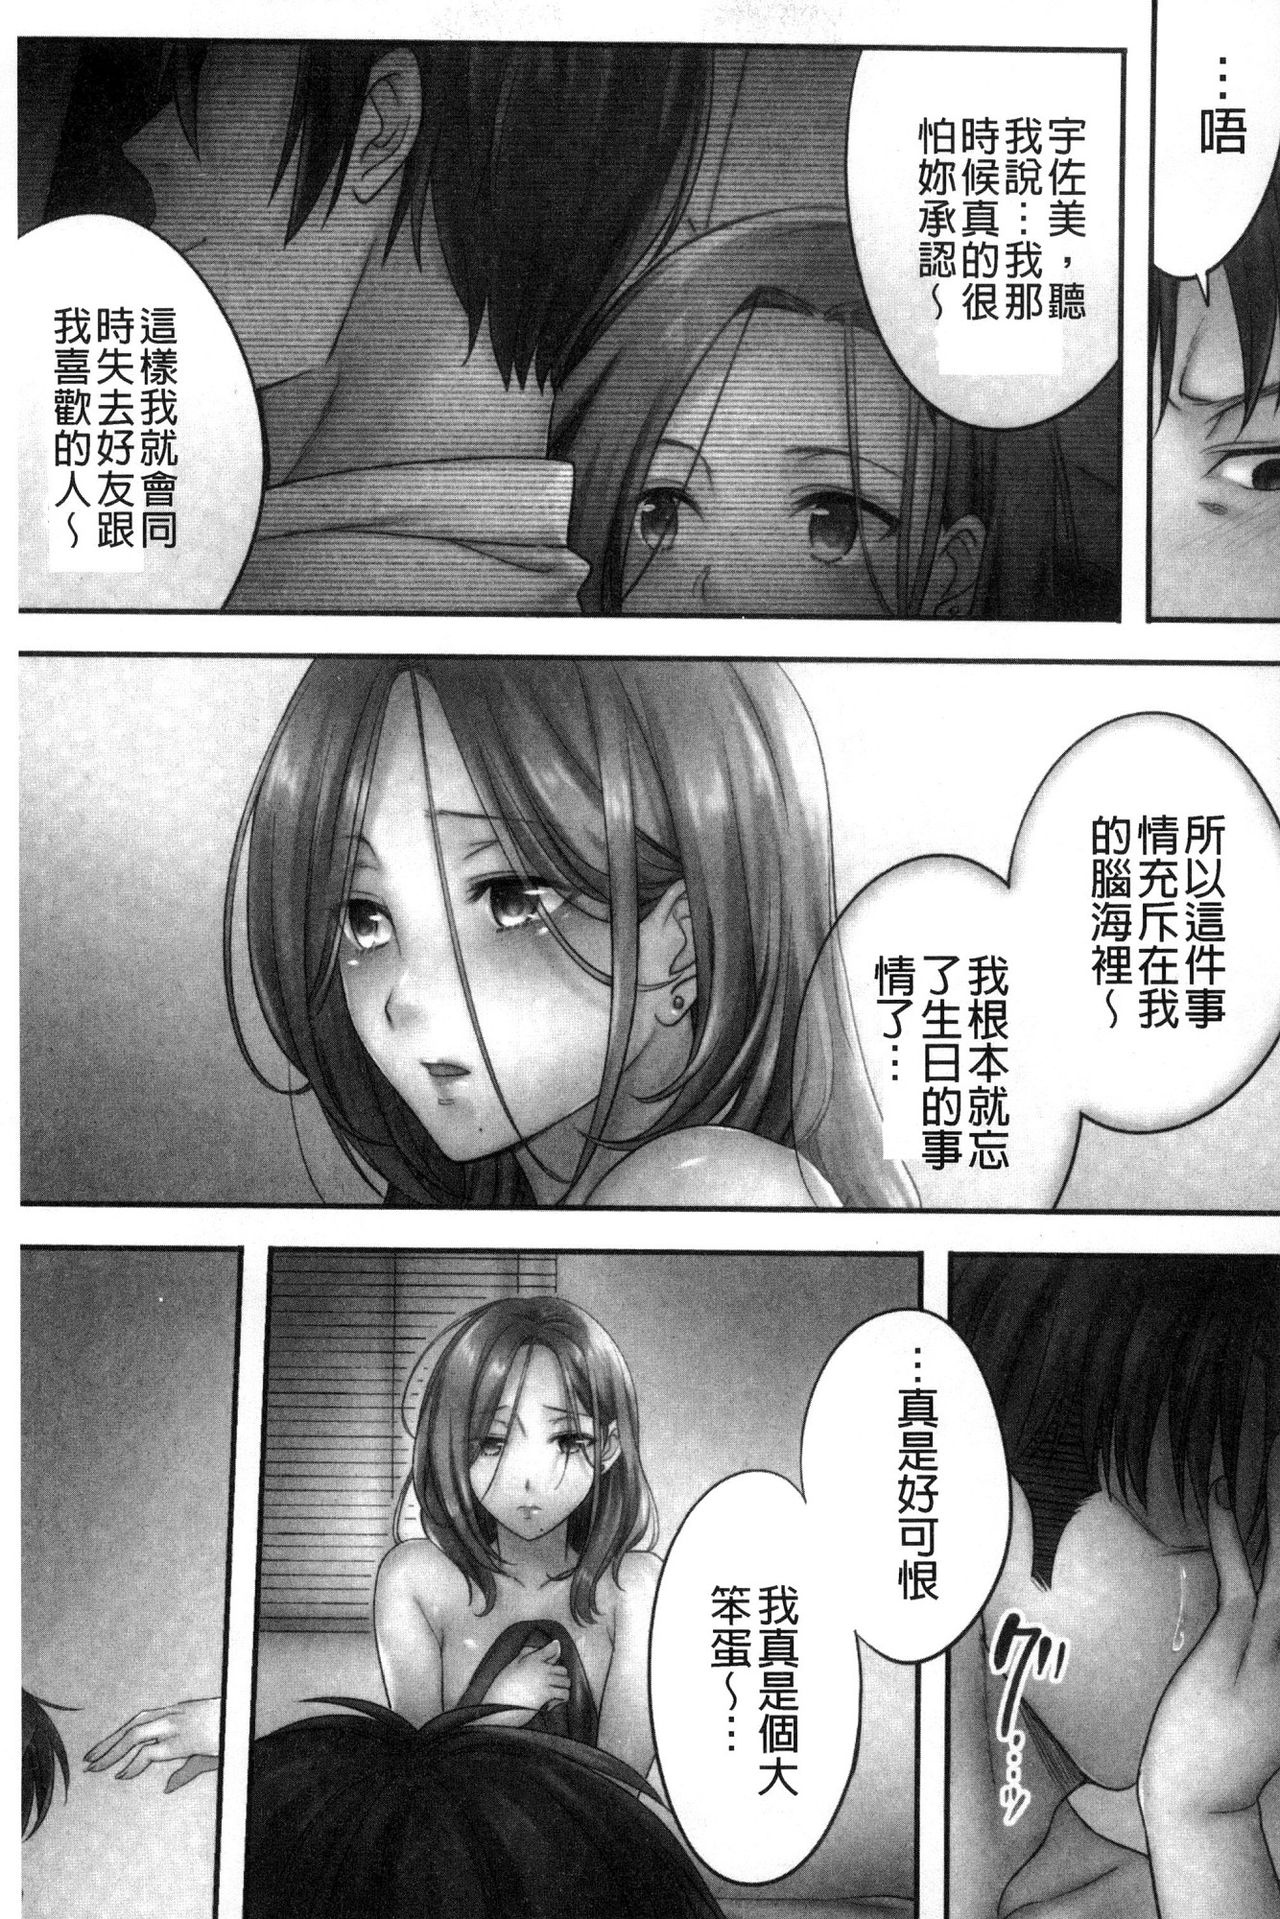 …唔
宇佐美，聽
我說…我那
時候真的很
怕妳承認～
這樣我就會同
時失去好友跟
我喜歡的人～
所以這件事
情充斥在我
的腦海裡～
我根本就忘
了生日的事
情了…
グッ…ッ
…真是好可恨
我真是個大
笨蛋～…